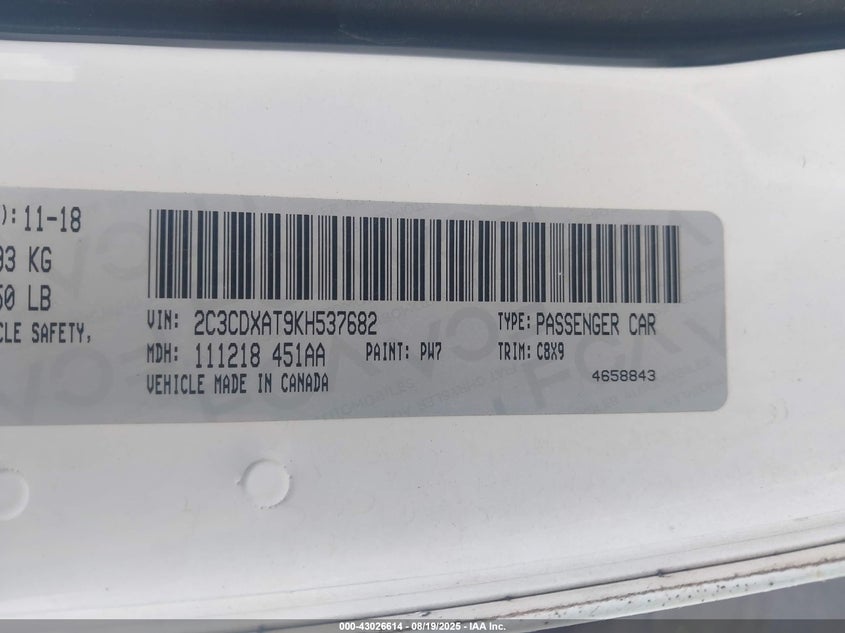 ): 11-18
93 KG
50 LB
CLE SAFETY,
VIN: 2C3CDXAT9KH537682
TYPE: PASSENGER CAR
MDH: 111218 451AA
PAINT: PW7
TRIM: C8X9
VEHICLE MADE IN CANADA
4658843
000-43026614 - 08/19/2025 - IAA Inc.